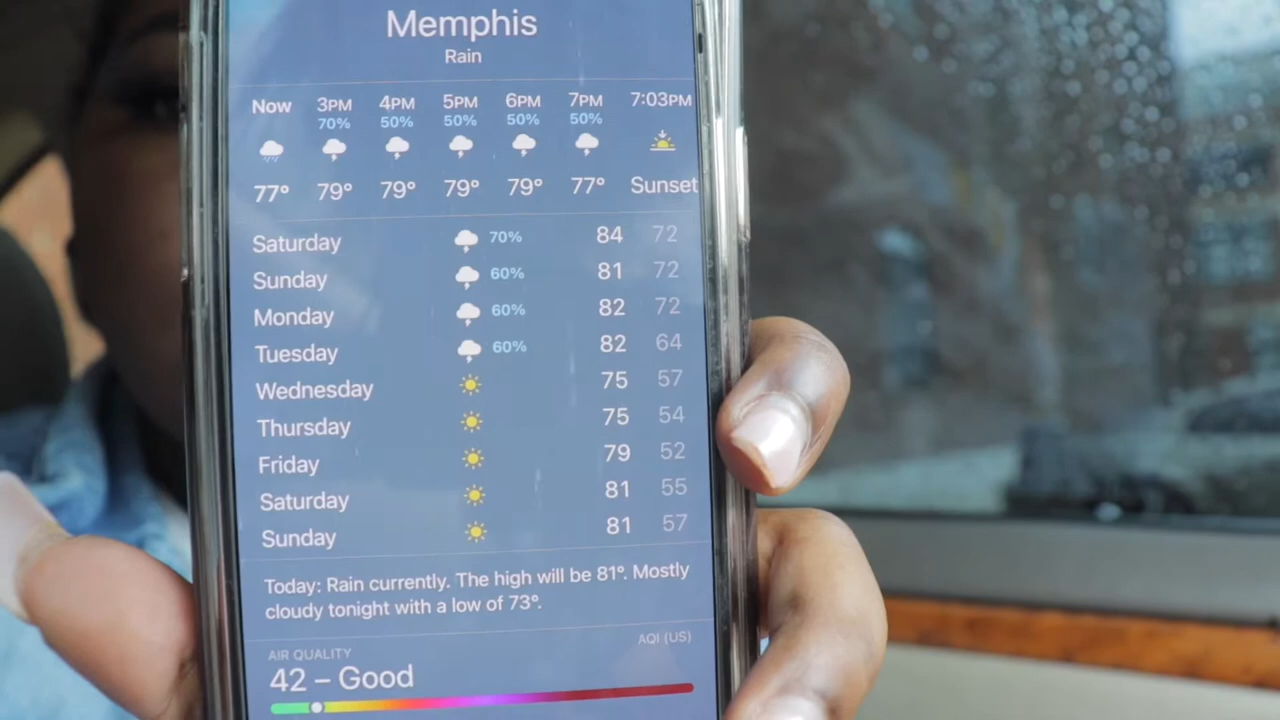 Memphis
Rain
Now 3PM 4PM 5PM 6PM 7PM 7:03PM
70% 50% 50% 50% 50%
77° 79° 79° 79° 79° 77° Sunset
Saturday 70% 84 72
Sunday 60% 81 72
Monday 60% 82 72
Tuesday 60% 82 64
Wednesday 75 57
Thursday 75 54
Friday 79 52
Saturday 81 55
Sunday 81 57
Today: Rain currently. The high will be 81°. Mostly
cloudy tonight with a low of 73°.
AQI (US)
AIR QUALITY
42 – Good